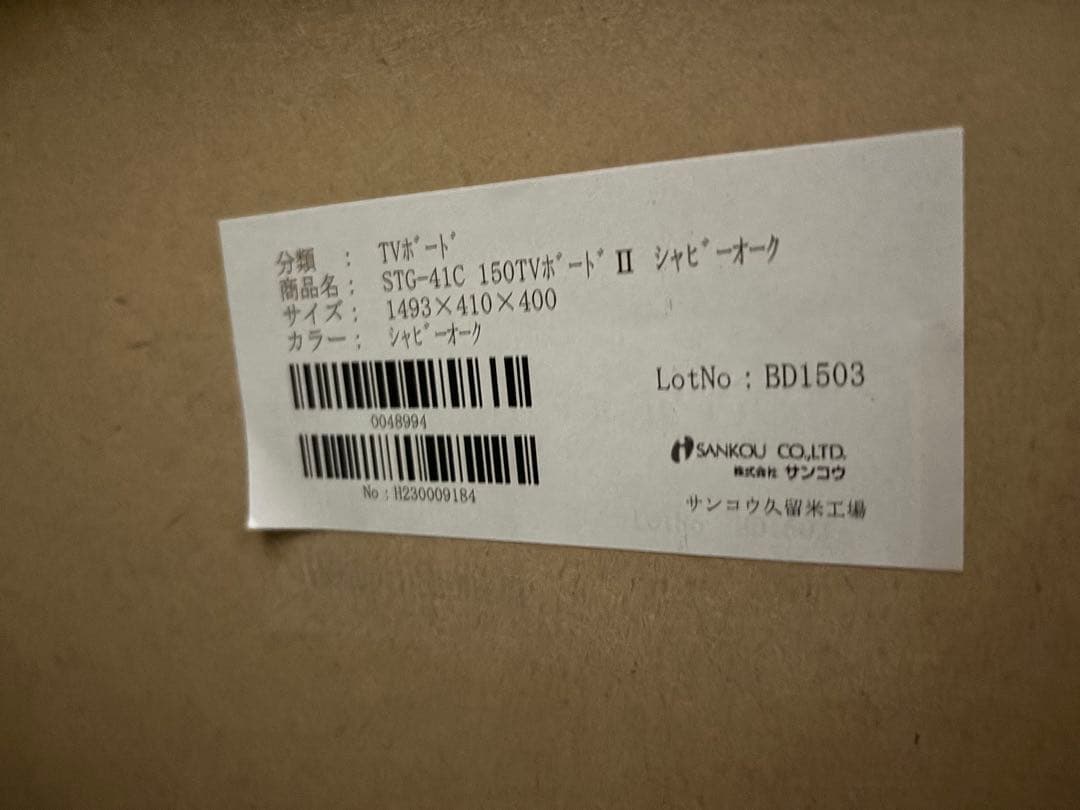 分類 : TVﾎﾞｰﾄﾞ
商品名: STG-41C 150TVﾎﾞｰﾄﾞⅡ ｼｬﾋﾞｰオーク
サイズ: 1493×410×400
カラー: ｼｬﾋﾞｰオーク
0048994
No:H230009184
LotNo:BD1503
SANKOU CO.,LTD.
株式会社 サンコウ
サンコウ久留米工場